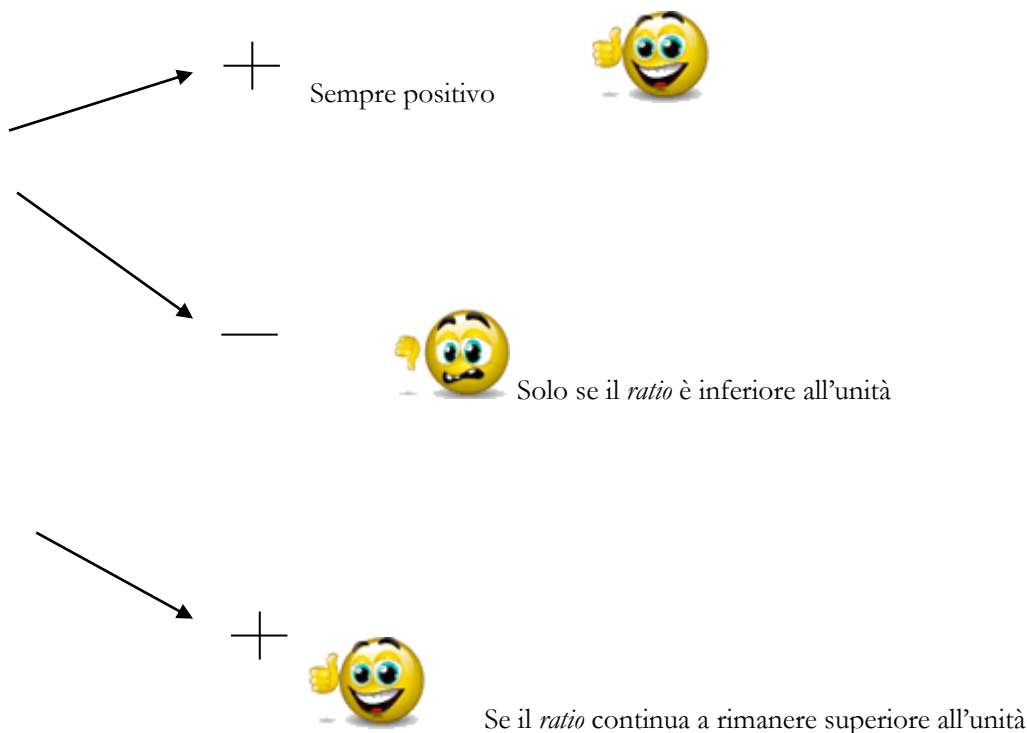 Sempre positivo
Solo se il ratio è inferiore all’unità
Se il ratio continua a rimanere superiore all’unità